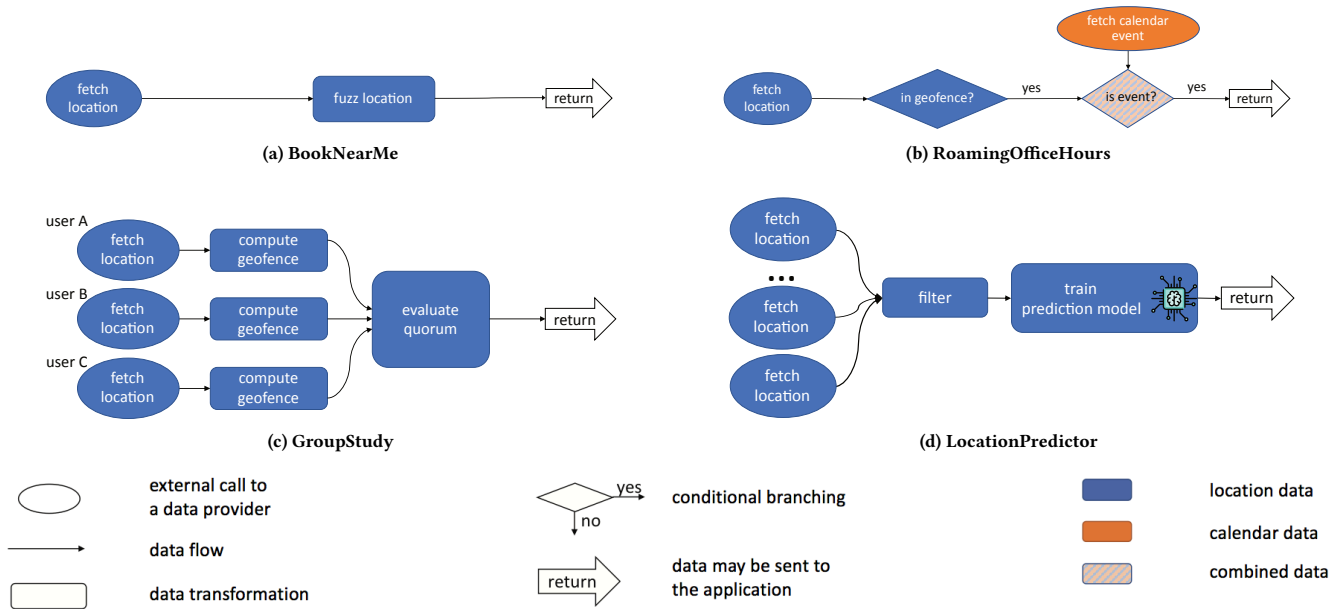 fetch
location
fuzz location
return
(a) BookNearMe
fetch calendar
event
fetch
location
in geofence?
yes
is event?
yes
return
(b) RoamingOfficeHours
user A
fetch
location
compute
geofence
user B
fetch
location
compute
geofence
user C
fetch
location
compute
geofence
evaluate
quorum
return
(c) GroupStudy
fetch
location
...
fetch
location
fetch
location
filter
train
prediction model
return
(d) LocationPredictor
external call to
a data provider
data flow
data transformation
yes
no
conditional branching
return
data may be sent to
the application
location data
calendar data
combined data